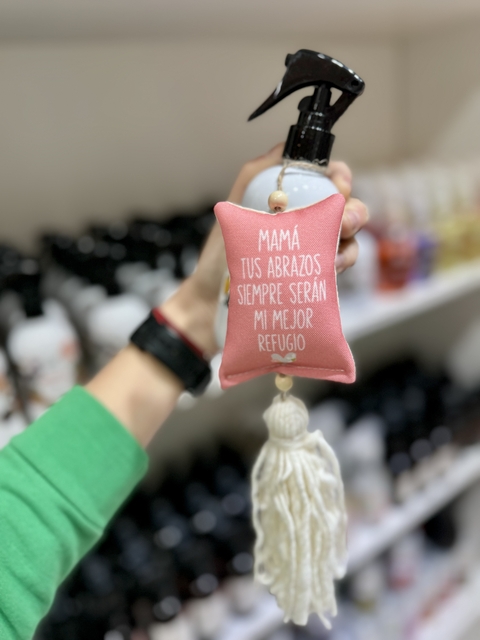 MAMÁ
TUS ABRAZOS
SIEMPRE SERÁN
MI MEJOR
REFUGIO